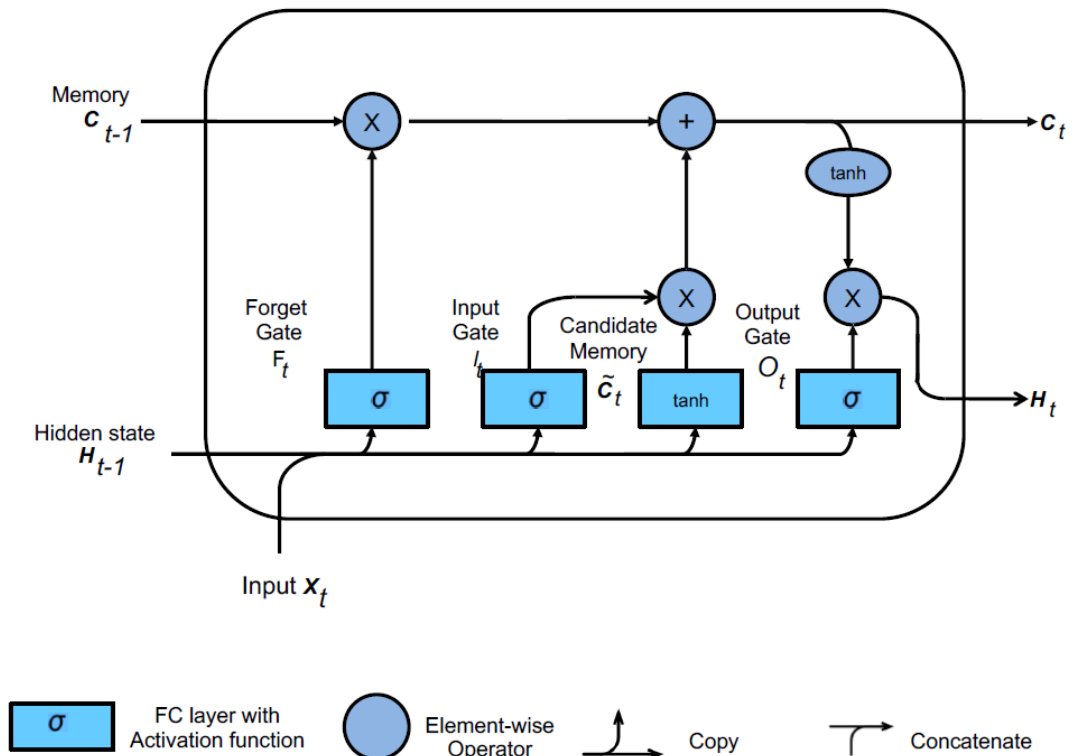 Memory
C t-1
X
+
C t
tanh
Forget
Gate
F t
Input
Gate
I t
Candidate
Memory
C̃ t
X
Output
Gate
O t
X
σ
σ
tanh
σ
H t
Hidden state
H t-1
Input X t
σ
FC layer with
Activation function
Element-wise
Operator
Copy
Concatenate